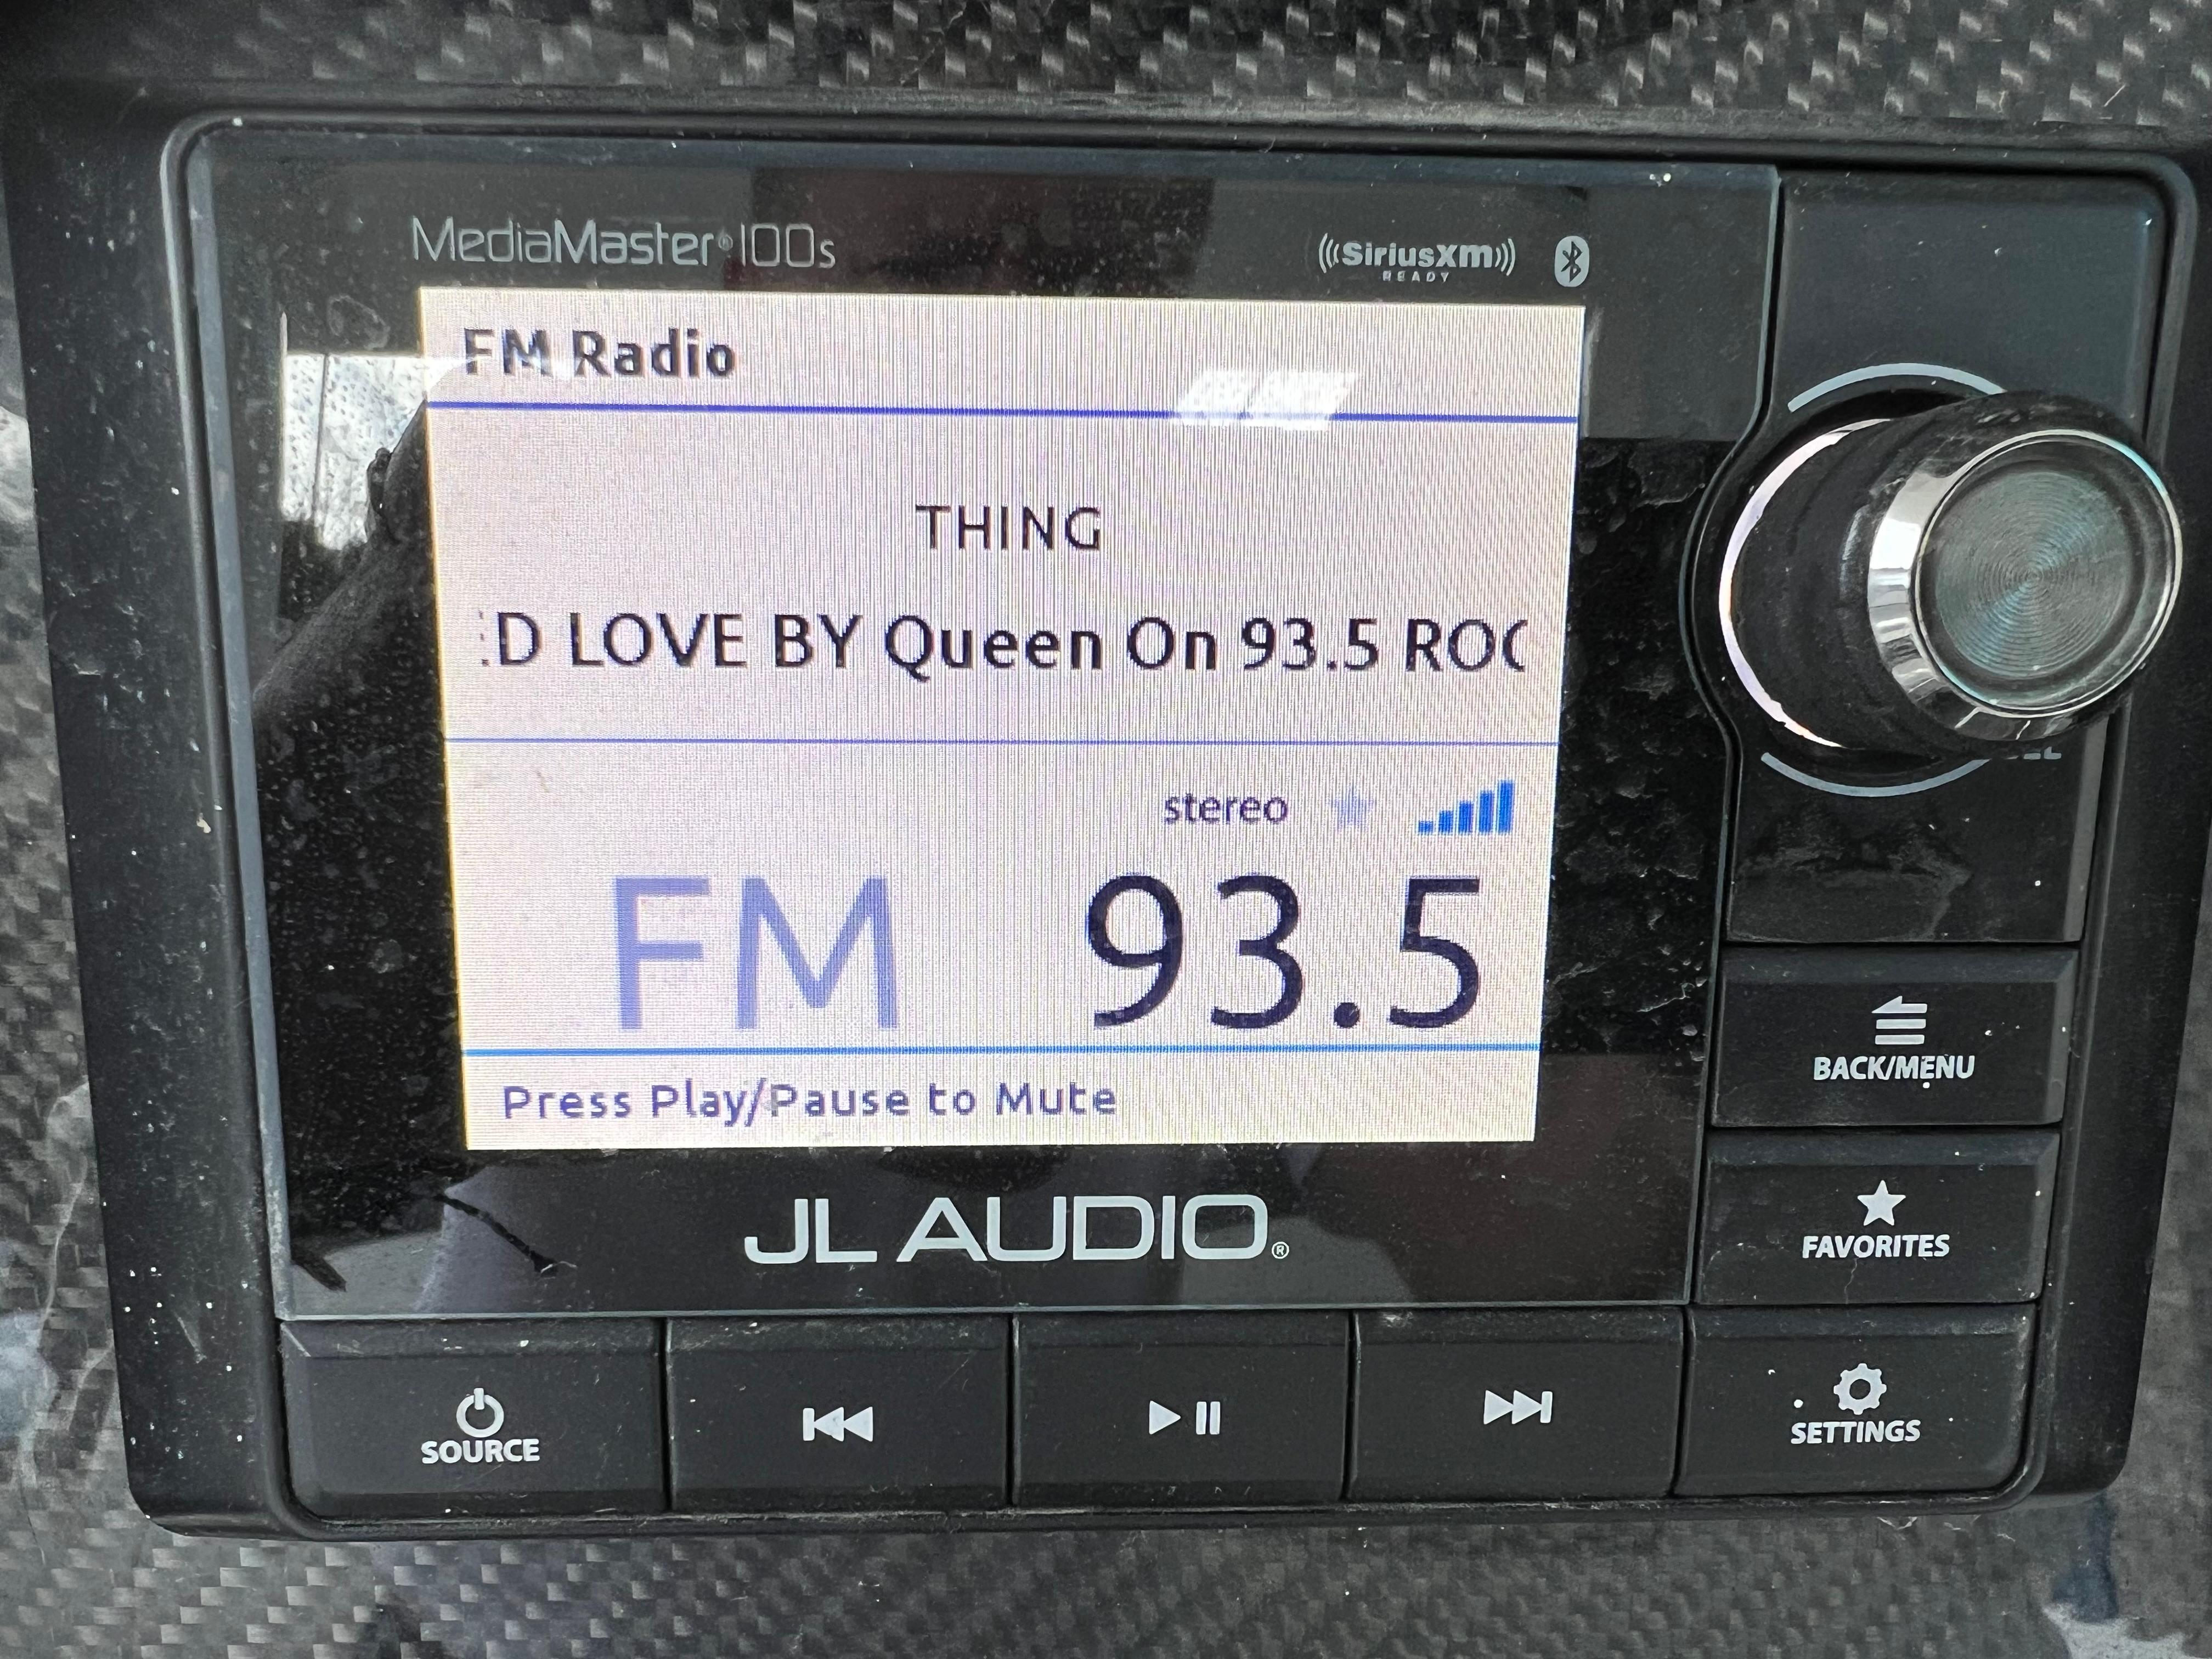 MediaMaster®100s
((( SiriusXm )))
READY
FM Radio
THING
D LOVE BY Queen On 93.5 ROC
stereo
FM 93.5
Press Play/Pause to Mute
BACK/MENU
FAVORITES
JL AUDIO®
SOURCE
SETTINGS